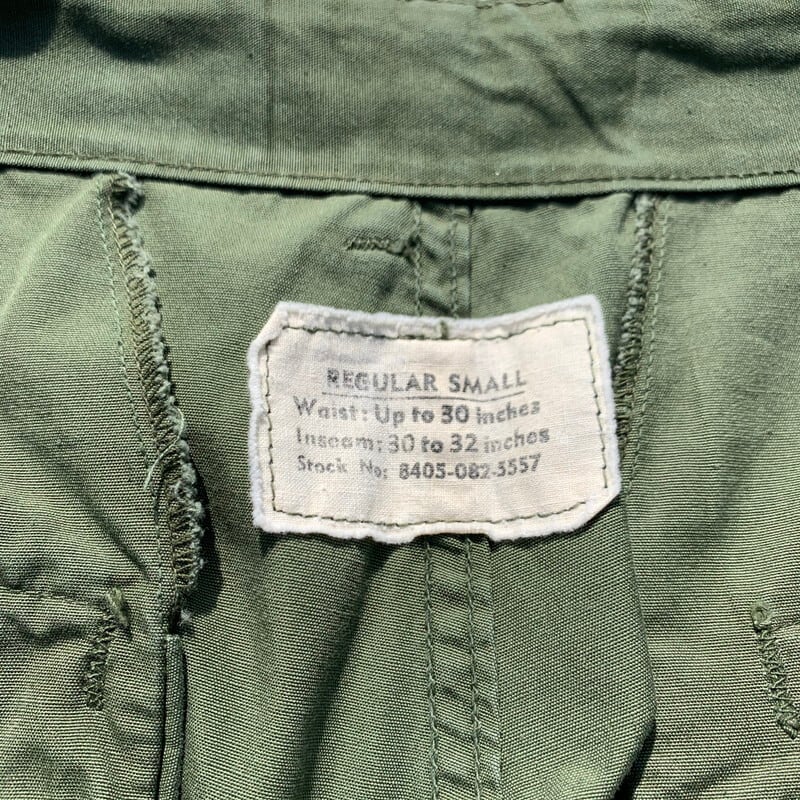 REGULAR SMALL
Waist: Up to 30 inches
Inseam: 30 to 32 inches
Stock No; 8405-082-5557